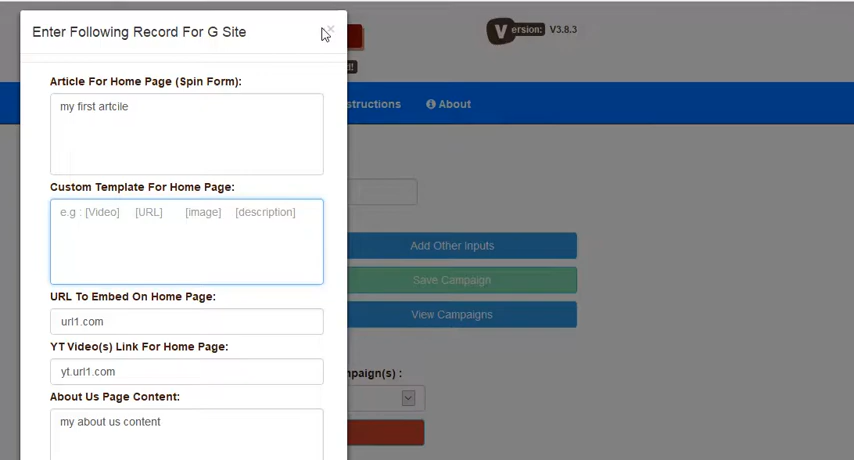 Enter Following Record For G Site
×
Article For Home Page (Spin Form):
my first artcile
Custom Template For Home Page:
e.g : [Video] [URL] [image] [description]
URL To Embed On Home Page:
url1.com
YT Video(s) Link For Home Page:
yt.url1.com
About Us Page Content:
my about us content
Version: V3.8.3
structions About
Add Other Inputs
Save Campaign
View Campaigns
mpaign(s) :